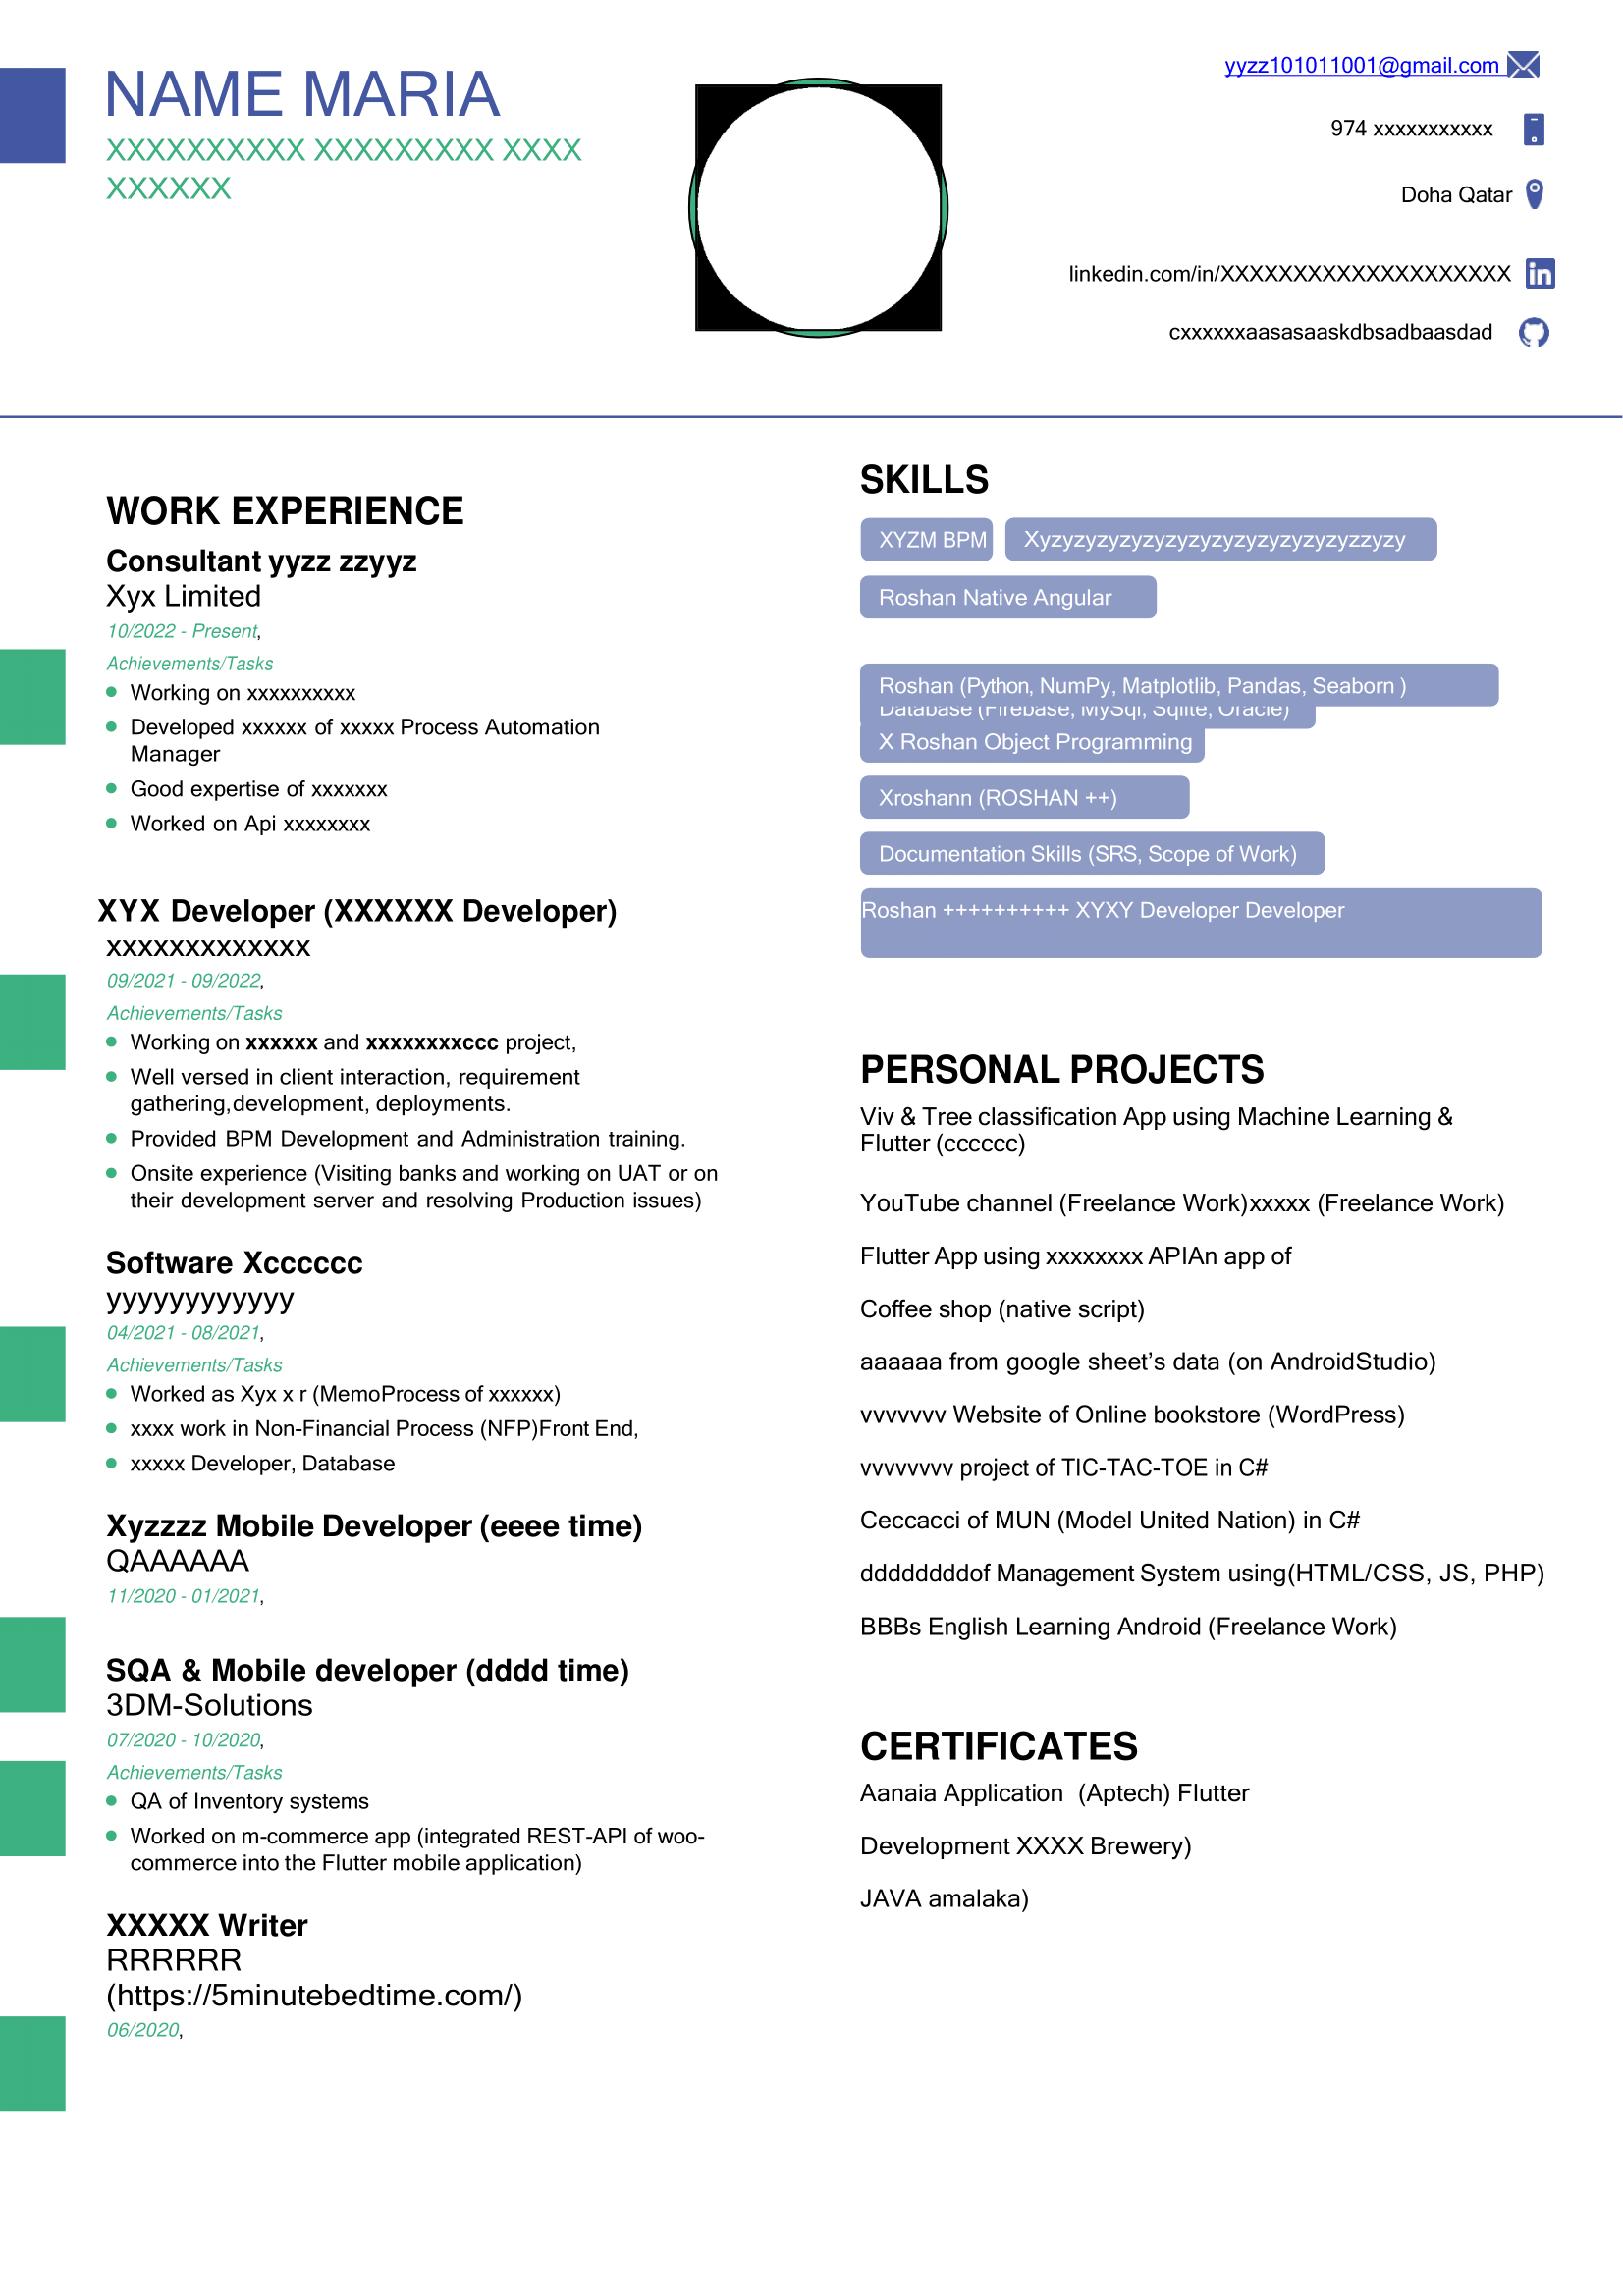 NAME MARIA
XXXXXXXXXX XXXXXXXXX XXXX
XXXXXX
yyzz101011001@gmail.com
974 xxxxxxxxxxx
Doha Qatar
linkedin.com/in/XXXXXXXXXXXXXXXXXXXX
cxxxxxxaasasaaskdbsadbaasdad
WORK EXPERIENCE
Consultant yyzz zzyyz
Xyx Limited
10/2022 - Present,
Achievements/Tasks
Working on xxxxxxxxxx
Developed xxxxxx of xxxxx Process Automation
Manager
Good expertise of xxxxxxx
Worked on Api xxxxxxxx
XYX Developer (XXXXXX Developer)
xxxxxxxxxxxxx
09/2021 - 09/2022,
Achievements/Tasks
Working on xxxxxx and xxxxxxxxccc project,
Well versed in client interaction, requirement
gathering,development, deployments.
Provided BPM Development and Administration training.
Onsite experience (Visiting banks and working on UAT or on
their development server and resolving Production issues)
Software Xcccccc
yyyyyyyyyyyy
04/2021 - 08/2021,
Achievements/Tasks
Worked as Xyx x r (MemoProcess of xxxxxx)
xxxx work in Non-Financial Process (NFP)Front End,
xxxxx Developer, Database
Xyzzzz Mobile Developer (eeee time)
QAAAAAA
11/2020 - 01/2021,
SQA & Mobile developer (dddd time)
3DM-Solutions
07/2020 - 10/2020,
Achievements/Tasks
QA of Inventory systems
Worked on m-commerce app (integrated REST-API of woo-
commerce into the Flutter mobile application)
XXXXX Writer
RRRRRR
(https://5minutebedtime.com/)
06/2020,
SKILLS
XYZM BPM
Xyzyzyzyzyzyzyzyzyzyzyzyzyzyzzyzy
Roshan Native Angular
Roshan (Python, NumPy, Matplotlib, Pandas, Seaborn )
Database (Firebase, MySql, Sqlite, Oracle)
X Roshan Object Programming
Xroshann (ROSHAN ++)
Documentation Skills (SRS, Scope of Work)
Roshan ++++++++++ XYXY Developer Developer
PERSONAL PROJECTS
Viv & Tree classification App using Machine Learning &
Flutter (cccccc)
YouTube channel (Freelance Work)xxxxx (Freelance Work)
Flutter App using xxxxxxxx APIAn app of
Coffee shop (native script)
aaaaaa from google sheet’s data (on AndroidStudio)
vvvvvvv Website of Online bookstore (WordPress)
vvvvvvvv project of TIC-TAC-TOE in C#
Ceccacci of MUN (Model United Nation) in C#
dddddddddof Management System using(HTML/CSS, JS, PHP)
BBBs English Learning Android (Freelance Work)
CERTIFICATES
Aanaia Application (Aptech) Flutter
Development XXXX Brewery)
JAVA amalaka)